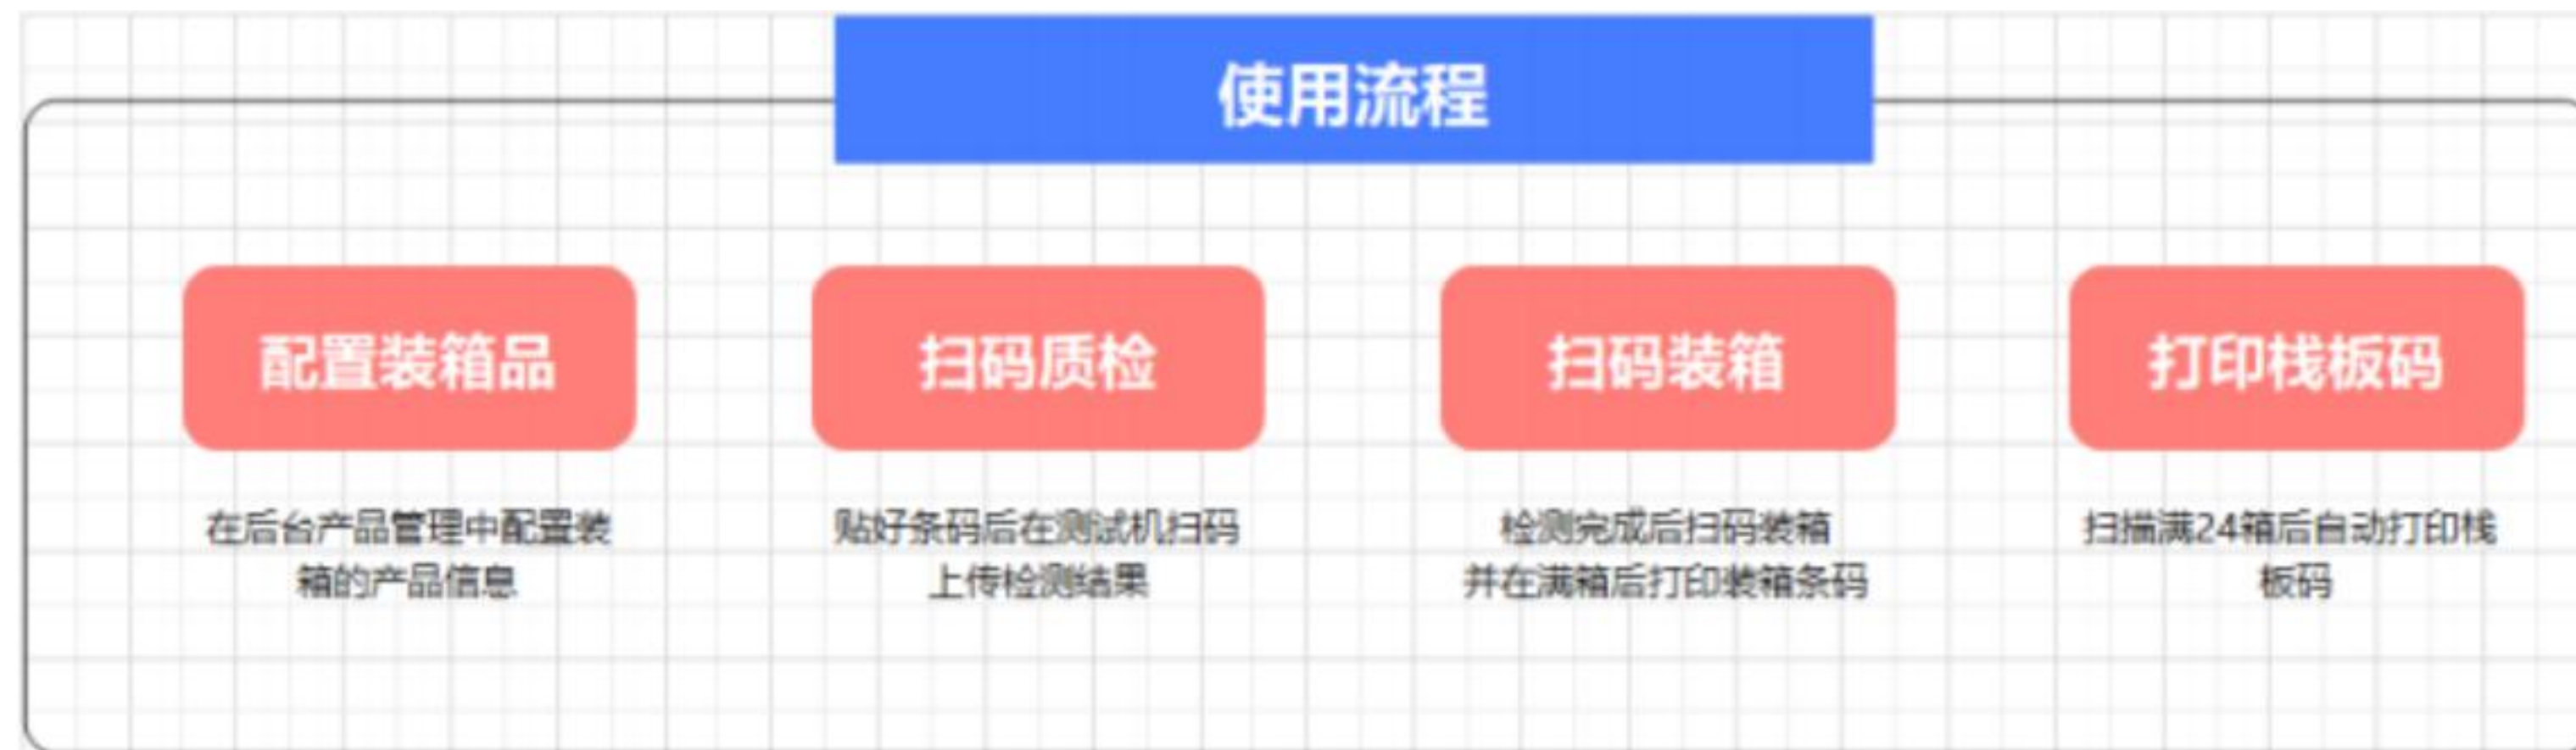 使用流程
配置装箱品
扫码质检
扫码装箱
打印栈板码
在后台产品管理中配置装
箱的产品信息
贴好条码后在测试机扫码
上传检测结果
检测完成后扫码装箱
并在满箱后打印装箱条码
扫描满24箱后自动打印栈
板码